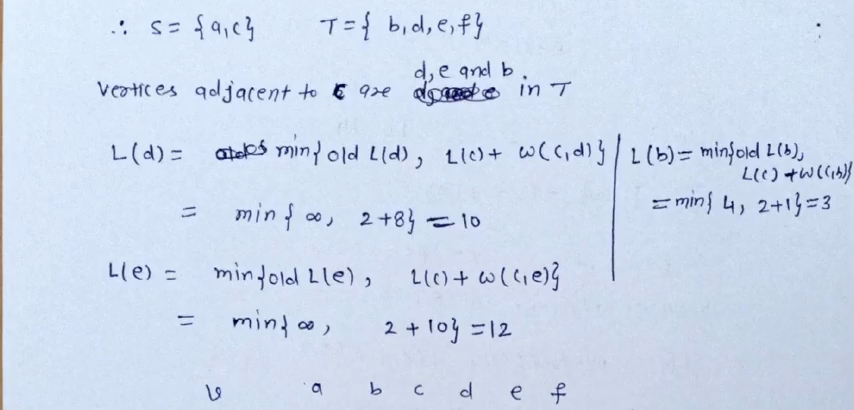 ∴ S = {a,c} T = { b,d,e,f}
d,e and b
Vertices adjacent to c are in T
L(d) = min{ old L(d), L(c) + w(c,d)}
= min { ∞, 2+8} = 10
L(b) = min{old L(b),
L(c) + w(c,b)}
= min{ 4, 2+1} = 3
L(e) = min{old L(e), L(c) + w(c,e)}
= min{ ∞, 2 + 10} = 12
a b c d e f